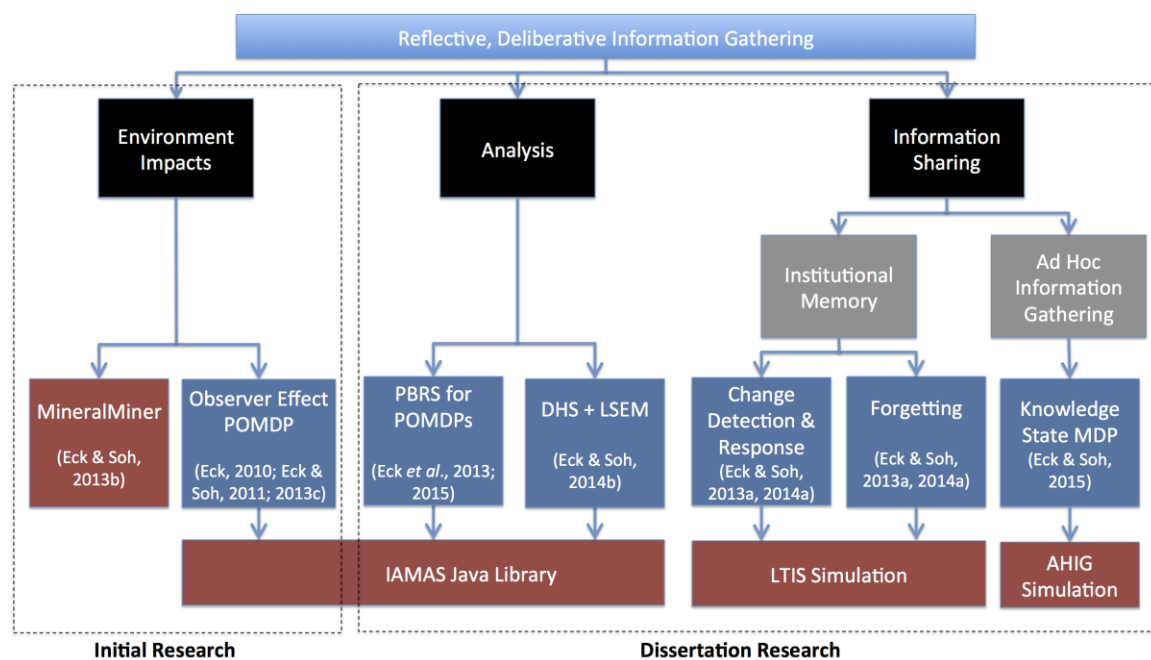 Reflective, Deliberative Information Gathering
Environment
Impacts
Analysis
Information
Sharing
Institutional
Memory
Ad Hoc
Information
Gathering
MineralMiner
(Eck & Soh,
2013b)
Observer Effect
POMDP
(Eck, 2010; Eck &
Soh, 2011; 2013c)
PBRS for
POMDPs
(Eck et al., 2013;
2015)
DHS + LSEM
(Eck & Soh,
2014b)
Change
Detection &
Response
(Eck & Soh,
2013a, 2014a)
Forgetting
(Eck & Soh,
2013a, 2014a)
Knowledge
State MDP
(Eck & Soh,
2015)
IAMAS Java Library
LTIS Simulation
AHIG
Simulation
Initial Research
Dissertation Research